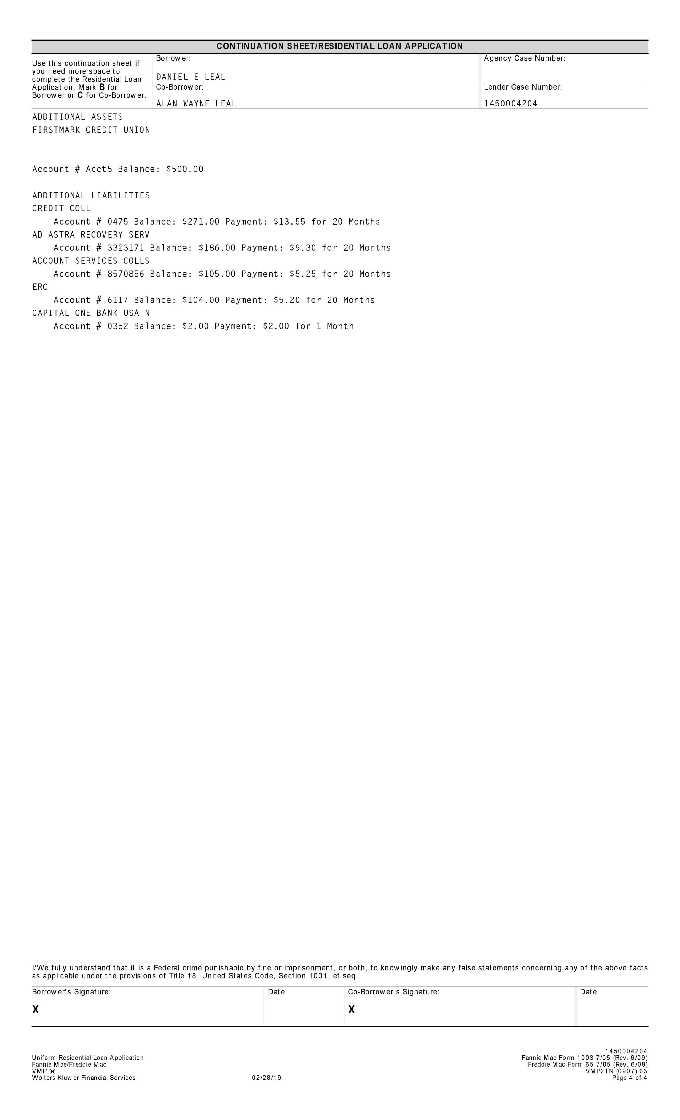 CONTINUATION SHEET/RESIDENTIAL LOAN APPLICATION
Use this continuation sheet if
you need more space to
complete the Residential Loan
Application. Mark B for
Borrower or C for Co-Borrower.
Borrower:
DANIEL E LEAL
Co-Borrower:
ALAN WAYNE LEAL
Agency Case Number:
Lender Case Number:
1450004204
ADDITIONAL ASSETS
FIRSTMARK CREDIT UNION
Account # Acct5 Balance: $500.00
ADDITIONAL LIABILITIES
CREDIT COLL
Account # 0475 Balance: $271.00 Payment: $13.55 for 20 Months
AD ASTRA RECOVERY SERV
Account # 3323171 Balance: $186.00 Payment: $9.30 for 20 Months
ACCOUNT SERVICES COLLS
Account # 8570856 Balance: $105.00 Payment: $5.25 for 20 Months
ERC
Account # 6117 Balance: $104.00 Payment: $5.20 for 20 Months
CAPITAL ONE BANK USA N
Account # 0352 Balance: $2.00 Payment: $2.00 for 1 Month
I/We fully understand that it is a Federal crime punishable by fine or imprisonment, or both, to knowingly make any false statements concerning any of the above facts
as applicable under the provisions of Title 18, United States Code, Section 1001, et seq.
Borrower's Signature: Date Co-Borrower's Signature: Date
X X
1450004204
Uniform Residential Loan Application Fannie Mae Form 1003 7/05 (Rev. 6/09)
Fannie Mae/Freddie Mac Freddie Mac Form 65 7/05 (Rev. 6/09)
Wolters Kluwer Financial Services 02/28/19 Page 4 of 4